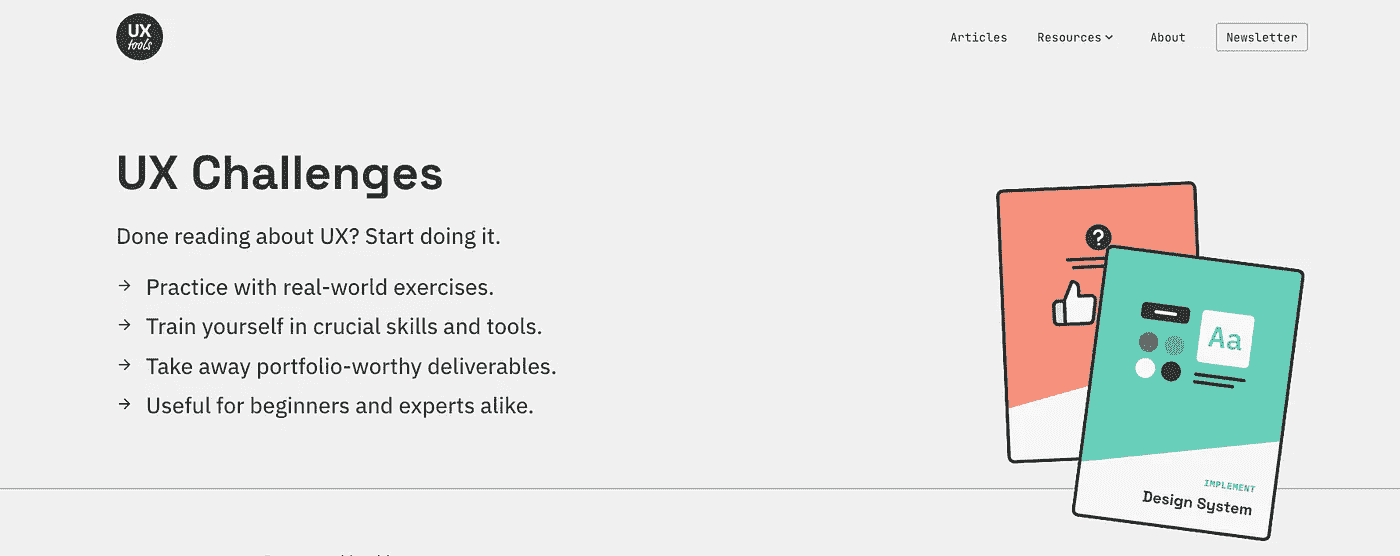 UX
tools
Articles
Resources
About
Newsletter
UX Challenges
Done reading about UX? Start doing it.
→ Practice with real-world exercises.
→ Train yourself in crucial skills and tools.
→ Take away portfolio-worthy deliverables.
→ Useful for beginners and experts alike.
?
Aa
IMPLEMENT
Design System